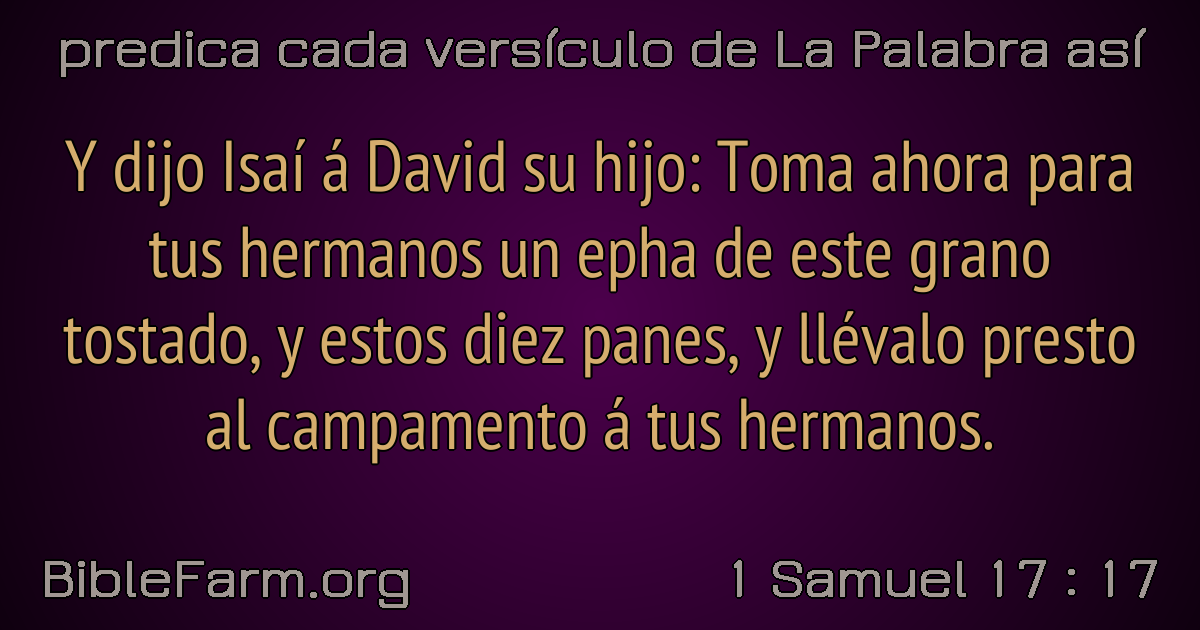 predica cada versículo de La Palabra así
Y dijo Isaí á David su hijo: Toma ahora para
tus hermanos un epha de este grano
tostado, y estos diez panes, y llévalo presto
al campamento á tus hermanos.
BibleFarm.org
1 Samuel 17 : 17